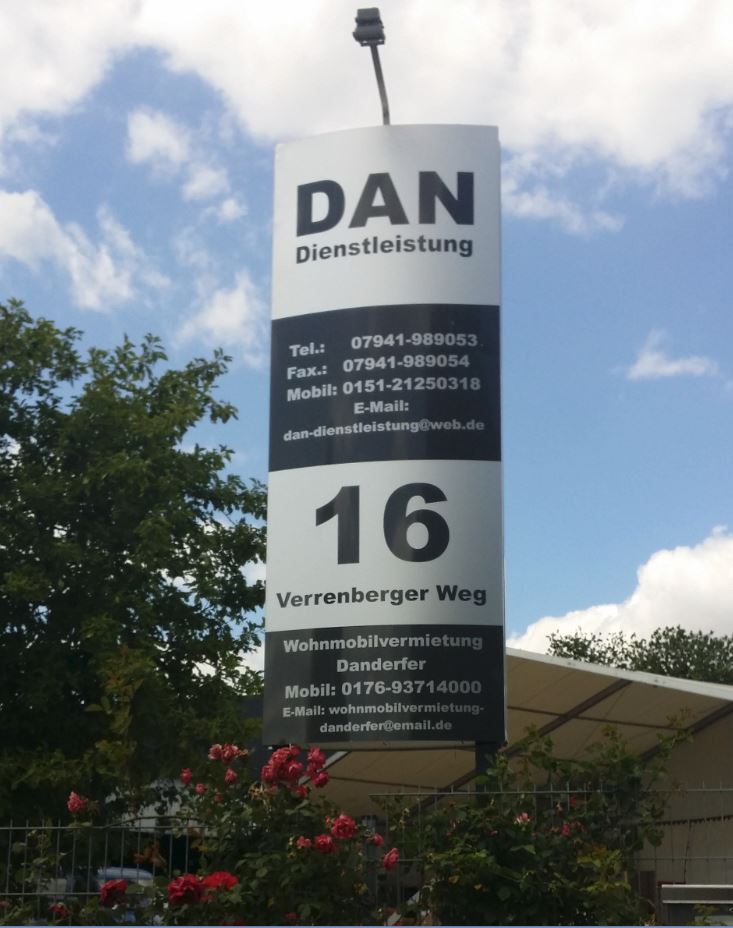 DAN
Dienstleistung
Tel.: 07941-989053
Fax.: 07941-989054
Mobil: 0151-21250318
E-Mail:
dan-dienstleistung@web.de
16
Verrenberger Weg
Wohnmobilvermietung
Danderfer
Mobil: 0176-93714000
E-Mail: wohnmobilvermietung-
danderfer@email.de